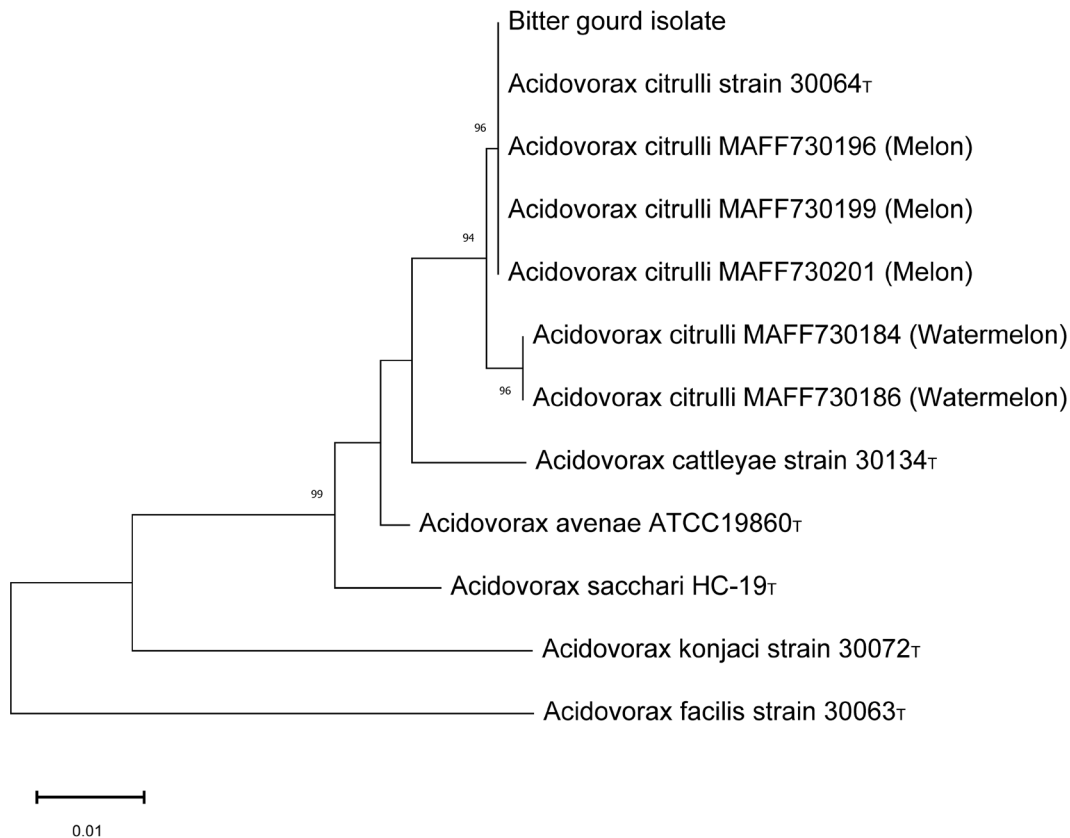 Bitter gourd isolate
Acidovorax citrulli strain 30064T
96
Acidovorax citrulli MAFF730196 (Melon)
Acidovorax citrulli MAFF730199 (Melon)
94
Acidovorax citrulli MAFF730201 (Melon)
Acidovorax citrulli MAFF730184 (Watermelon)
96
Acidovorax citrulli MAFF730186 (Watermelon)
Acidovorax cattleyae strain 30134T
99
Acidovorax avenae ATCC19860T
Acidovorax sacchari HC-19T
Acidovorax konjaci strain 30072T
Acidovorax facilis strain 30063T
0.01